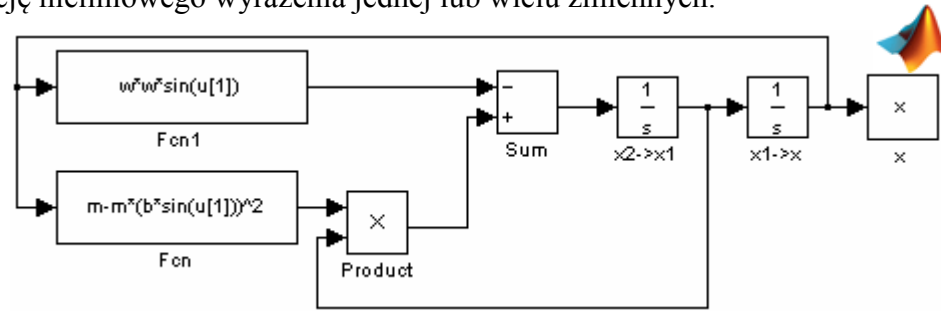 nieliniowego wyrażenia jednej lub wielu zmiennych.
w*w*sin(u[1])
Fcn1
m-m*(b*sin(u[1]))^2
Fcn
×
Product
−
+
Sum
1
s
x2->x1
1
s
x1->x
x
x